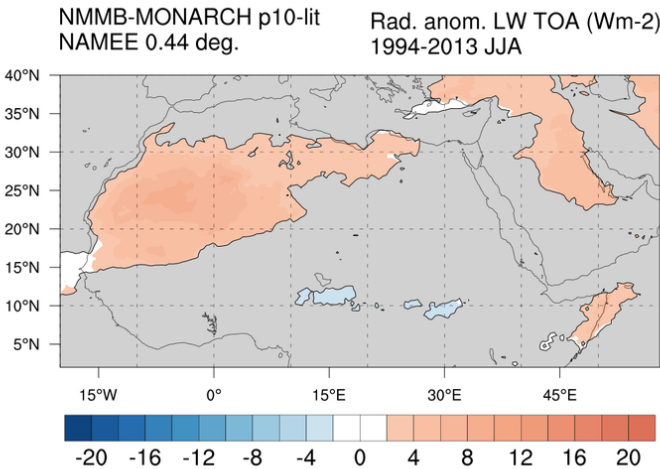 NMMB-MONARCH p10-lit
NAMEE 0.44 deg.
Rad. anom. LW TOA (Wm-2)
1994-2013 JJA
40°N
35°N
30°N
25°N
20°N
15°N
10°N
5°N
15°W 0° 15°E 30°E 45°E
-20 -16 -12 -8 -4 0 4 8 12 16 20